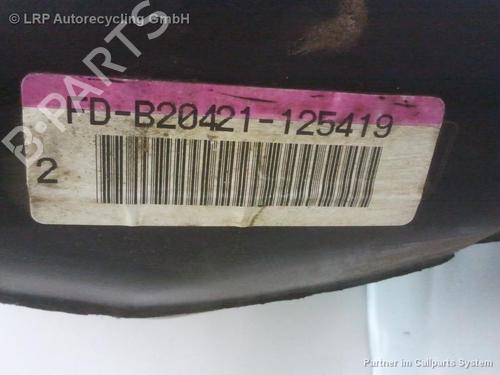 LRP Autorecycling GmbH
B-PARTS
FD-B20421-125419
2
Partner im Callparts System